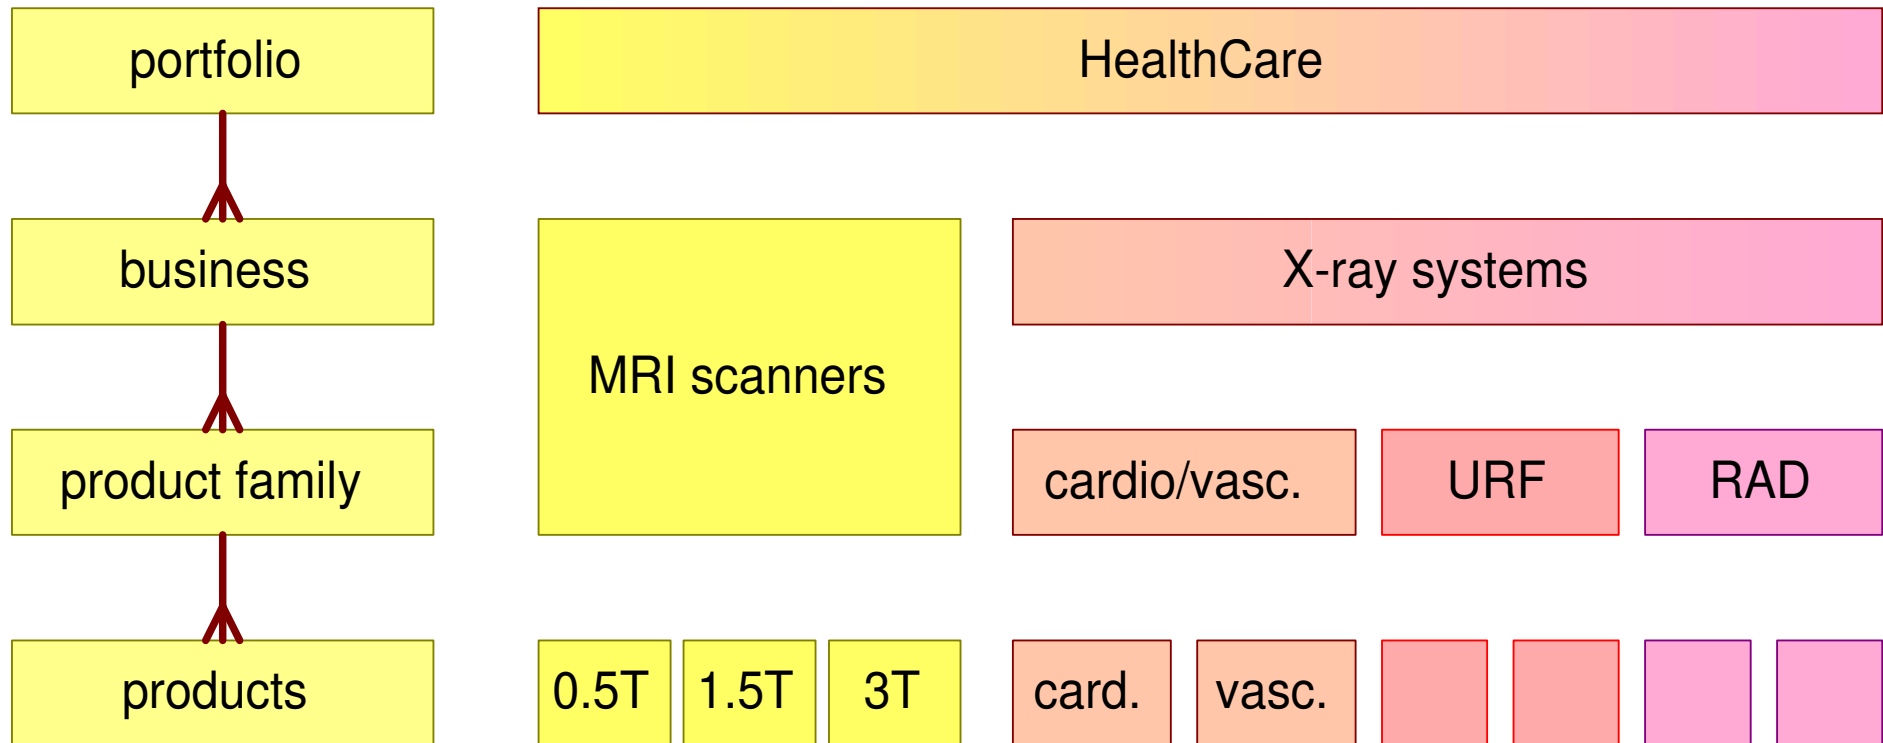 portfolio
HealthCare
business
X-ray systems
MRI scanners
product family
cardio/vasc.
URF
RAD
products
0.5T
1.5T
3T
card.
vasc.